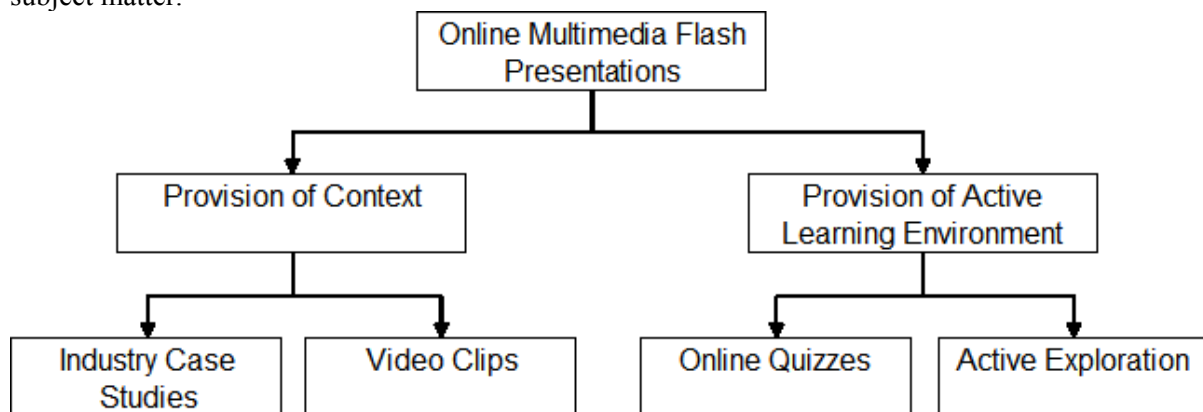 subject matter.
Online Multimedia Flash
Presentations
Provision of Context
Provision of Active
Learning Environment
Industry Case
Studies
Video Clips
Online Quizzes
Active Exploration